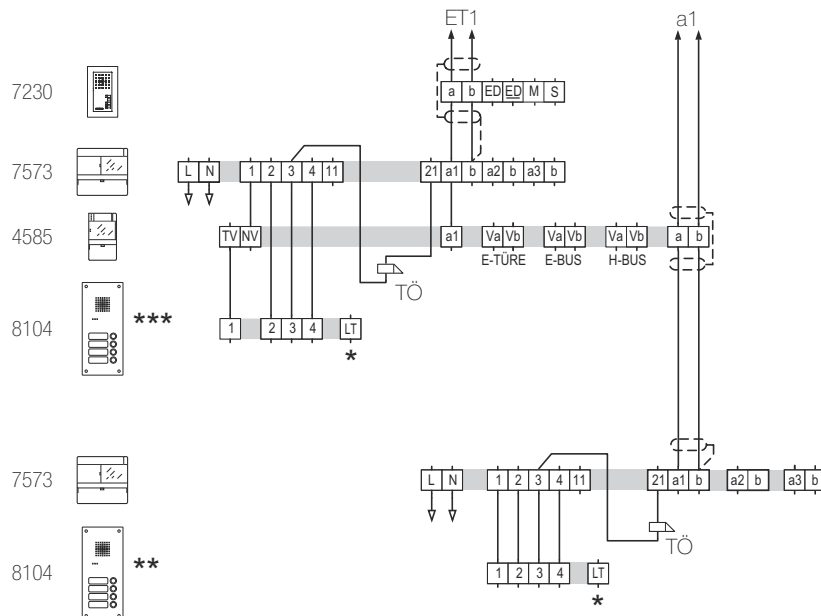 ET1 a1
7230 a b ED ED M S
7573 L N 1 2 3 4 11 21 a1 b a2 b a3 b
4585 TV NV a1 Va Vb Va Vb Va Vb a b
E-TÜRE E-BUS H-BUS
TÖ
8104 *** 1 2 3 4 LT
*
7573 L N 1 2 3 4 11 21 a1 b a2 b a3 b
TÖ
8104 ** 1 2 3 4 LT
*